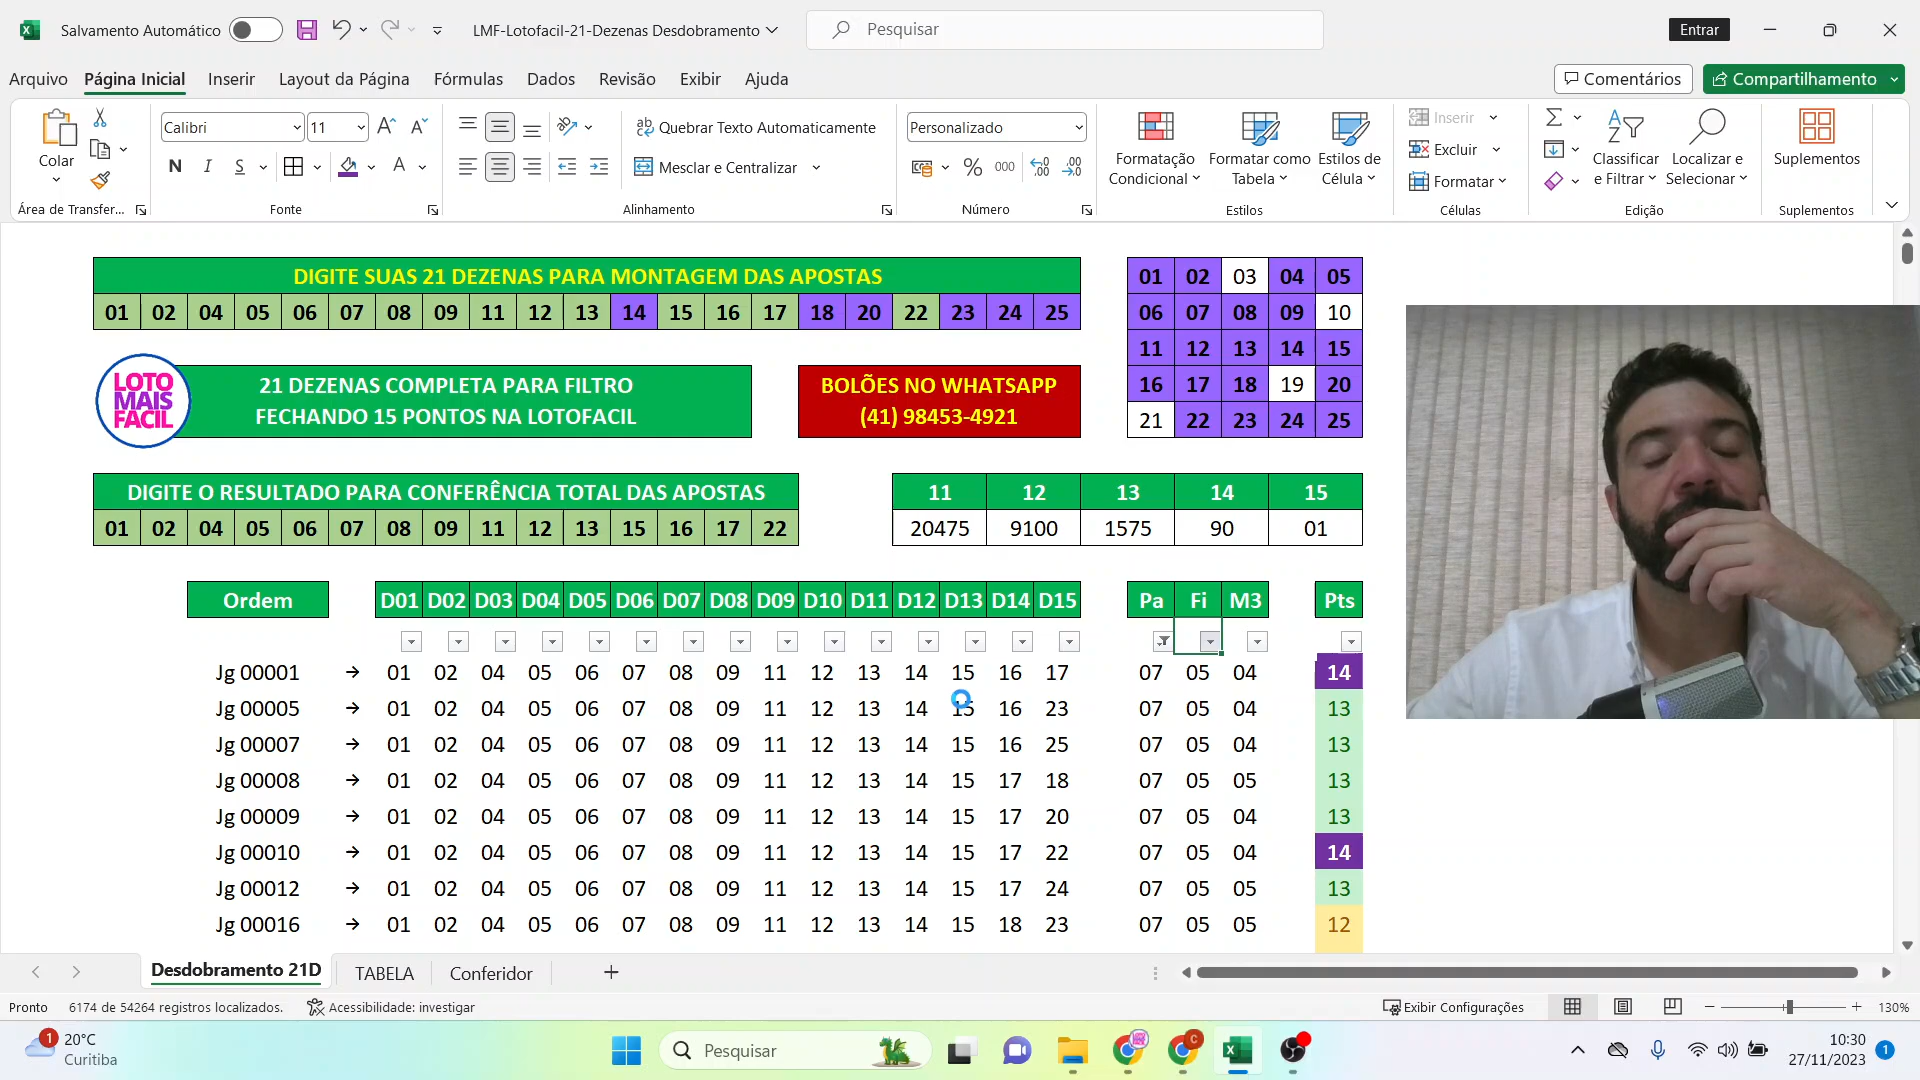 Salvamento Automático
LMF-Lotofacil-21-Dezenas Desdobramento
Pesquisar
Entrar
Arquivo Página Inicial Inserir Layout da Página Fórmulas Dados Revisão Exibir Ajuda
Comentários
Compartilhamento
Colar
Área de Transfer...
Calibri 11
N I S
Fonte
Quebrar Texto Automaticamente
Mesclar e Centralizar
Alinhamento
Personalizado
% 000
Número
Formatação Condicional
Formatar como Tabela
Estilos de Célula
Estilos
Inserir
Excluir
Formatar
Células
Classificar e Filtrar
Localizar e Selecionar
Edição
Suplementos
Suplementos
DIGITE SUAS 21 DEZENAS PARA MONTAGEM DAS APOSTAS
01 02 04 05 06 07 08 09 11 12 13 14 15 16 17 18 20 22 23 24 25
01 02 03 04 05
06 07 08 09 10
11 12 13 14 15
16 17 18 19 20
21 22 23 24 25
LOTO
MAIS
FACIL
21 DEZENAS COMPLETA PARA FILTRO
FECHANDO 15 PONTOS NA LOTOFACIL
BOLÕES NO WHATSAPP
(41) 98453-4921
DIGITE O RESULTADO PARA CONFERÊNCIA TOTAL DAS APOSTAS
01 02 04 05 06 07 08 09 11 12 13 15 16 17 22
11 12 13 14 15
20475 9100 1575 90 01
Ordem D01 D02 D03 D04 D05 D06 D07 D08 D09 D10 D11 D12 D13 D14 D15 Pa Fi M3 Pts
Jg 00001 → 01 02 04 05 06 07 08 09 11 12 13 14 15 16 17 07 05 04 14
Jg 00005 → 01 02 04 05 06 07 08 09 11 12 13 14 15 16 23 07 05 04 13
Jg 00007 → 01 02 04 05 06 07 08 09 11 12 13 14 15 16 25 07 05 04 13
Jg 00008 → 01 02 04 05 06 07 08 09 11 12 13 14 15 17 18 07 05 05 13
Jg 00009 → 01 02 04 05 06 07 08 09 11 12 13 14 15 17 20 07 05 04 13
Jg 00010 → 01 02 04 05 06 07 08 09 11 12 13 14 15 17 22 07 05 04 14
Jg 00012 → 01 02 04 05 06 07 08 09 11 12 13 14 15 17 24 07 05 05 13
Jg 00016 → 01 02 04 05 06 07 08 09 11 12 13 14 15 18 23 07 05 05 12
Desdobramento 21D TABELA Conferidor
Pronto 6174 de 54264 registros localizados. Acessibilidade: investigar
Exibir Configurações
130%
1
20°C
Curitiba
Pesquisar
10:30
27/11/2023
1